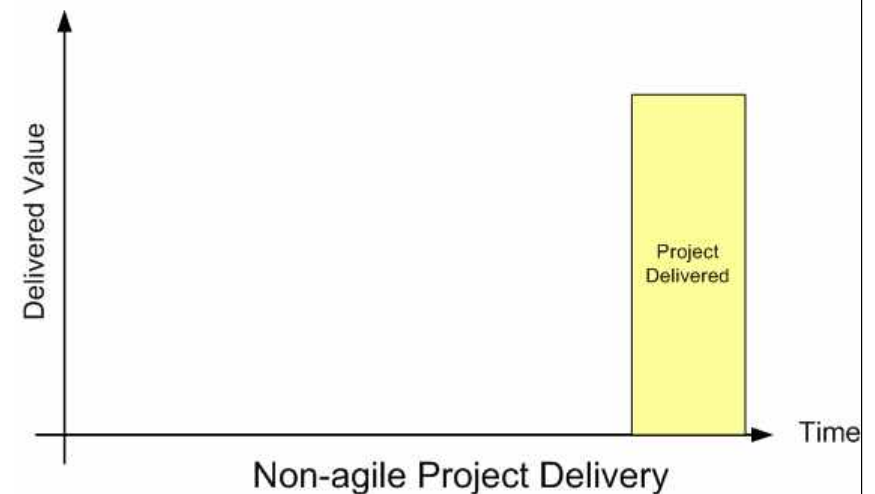 Delivered Value
Project
Delivered
Time
Non-agile Project Delivery